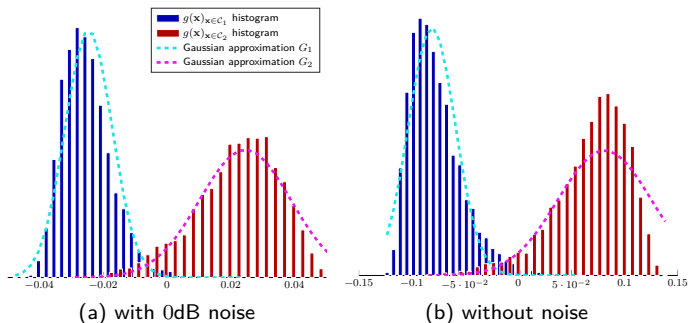 g(x)x∈C₁ histogram
g(x)x∈C₂ histogram
Gaussian approximation G₁
Gaussian approximation G₂
−0.04 −0.02 0 0.02 0.04
−0.15 −0.1 −5 · 10⁻² 0 5 · 10⁻² 0.1 0.15
(a) with 0dB noise
(b) without noise